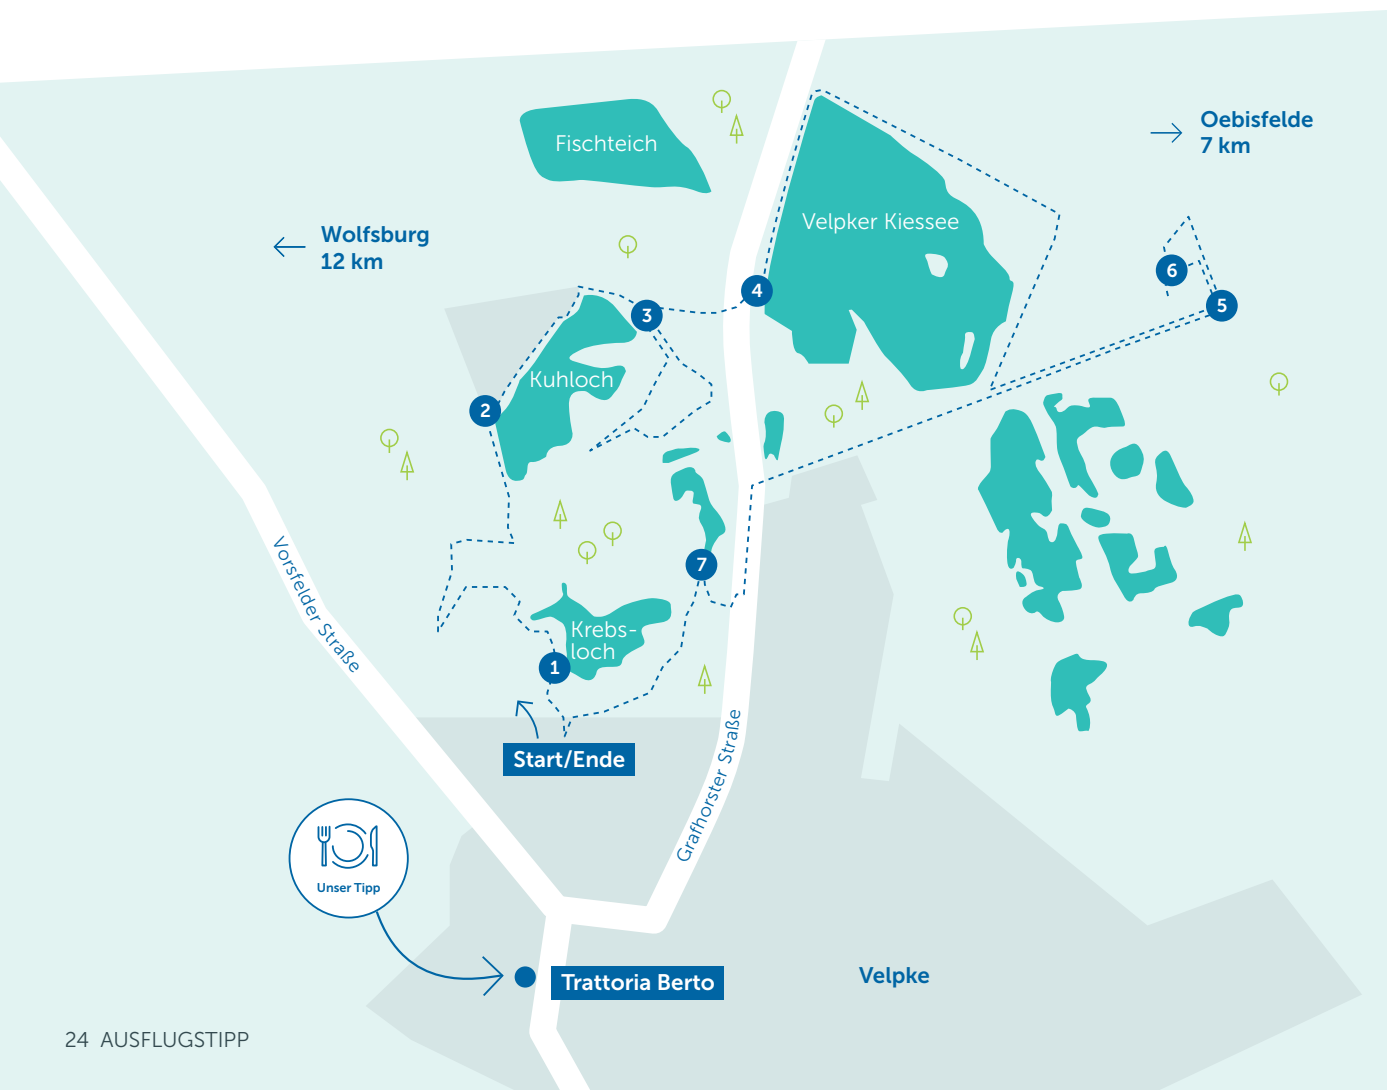 Fischteich
Oebisfelde
7 km
Velpker Kiessee
Wolfsburg
12 km
6
4
5
3
Kuhloch
2
Vorsfelder Straße
7
Krebs-
loch
1
Start/Ende
Grafhorster Straße
Unser Tipp
Trattoria Berto
Velpke
24 AUSFLUGSTIPP